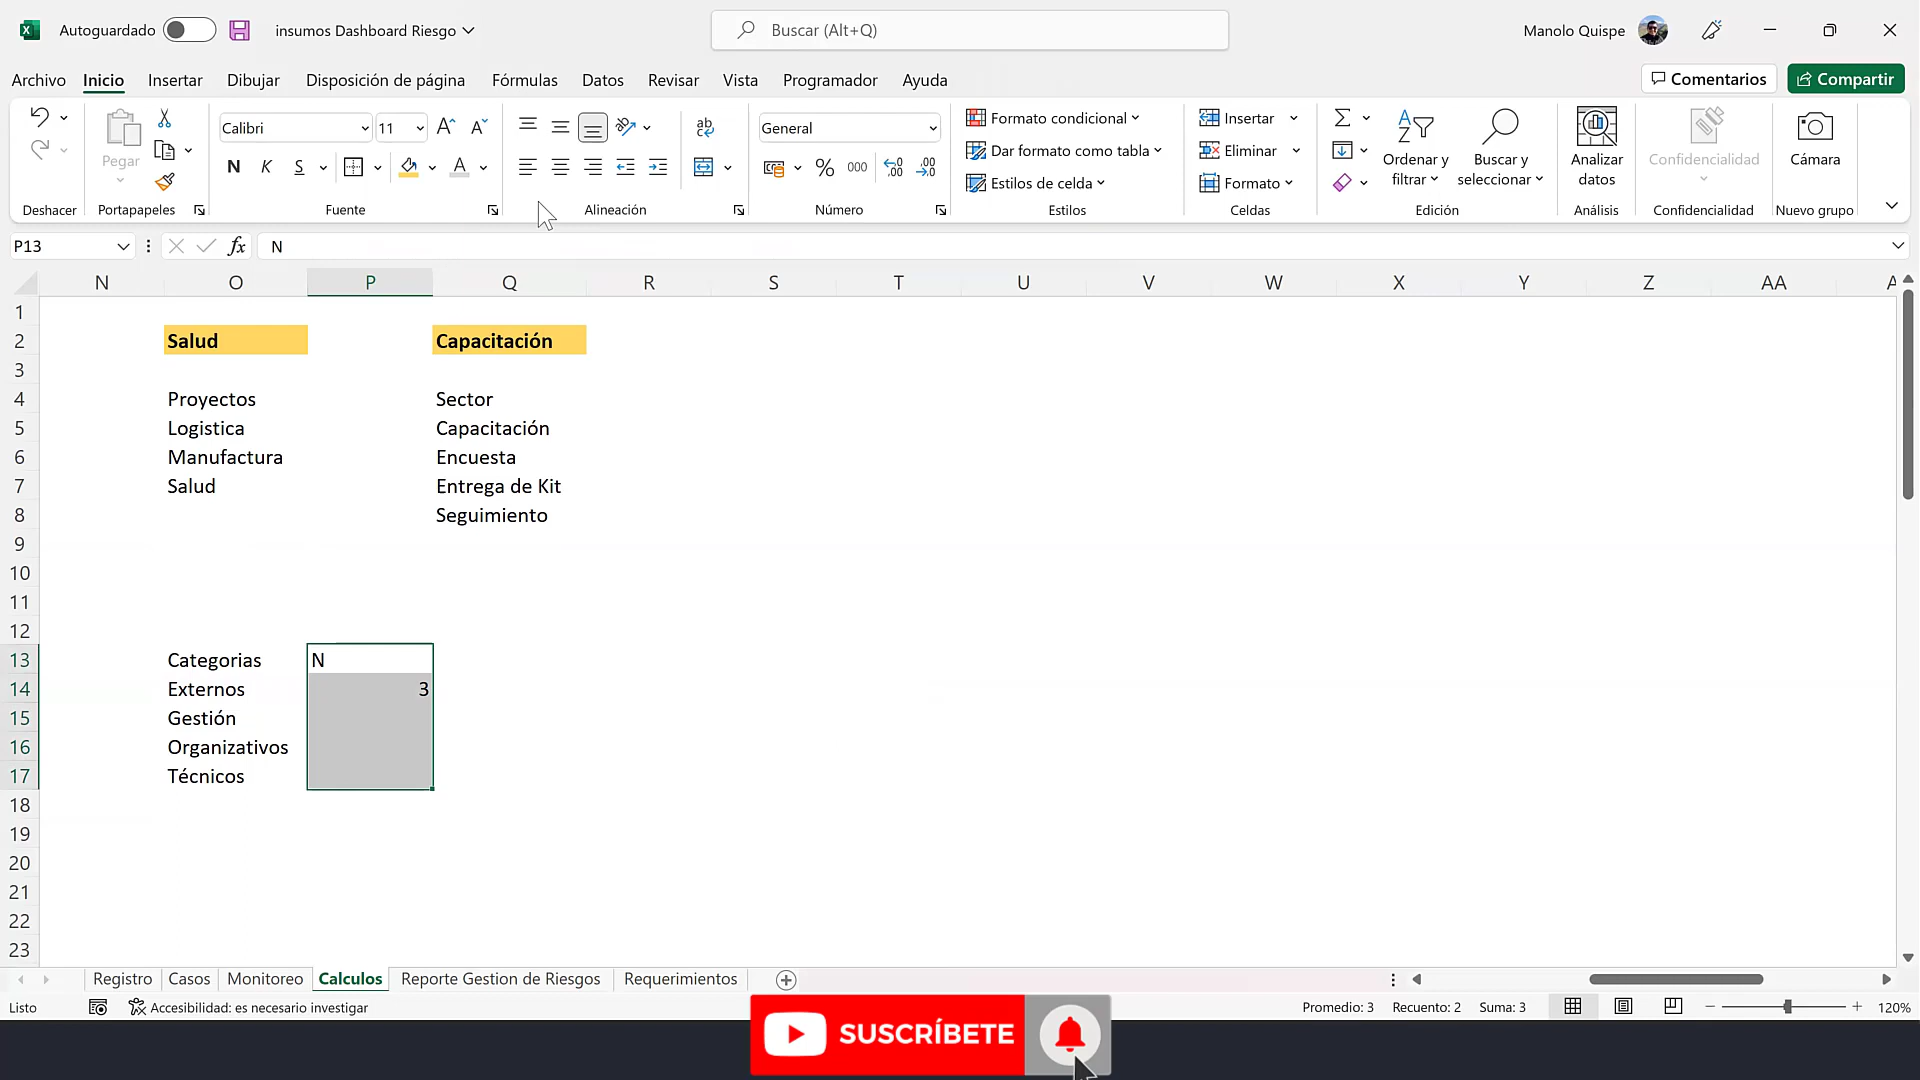 Autoguardado
insumos Dashboard Riesgo
Buscar (Alt+Q)
Manolo Quispe
Archivo Inicio Insertar Dibujar Disposición de página Fórmulas Datos Revisar Vista Programador Ayuda
Comentarios
Compartir
Deshacer
Pegar
Portapapeles
Calibri 11
N K S
Fuente
ab
Alineación
General
% 000
Número
Formato condicional
Dar formato como tabla
Estilos de celda
Estilos
Insertar
Eliminar
Formato
Celdas
Ordenar y filtrar
Buscar y seleccionar
Edición
Analizar datos
Análisis
Confidencialidad
Confidencialidad
Cámara
Nuevo grupo
P13 fx N
N O P Q R S T U V W X Y Z AA
1
2 Salud Capacitación
3
4 Proyectos Sector
5 Logistica Capacitación
6 Manufactura Encuesta
7 Salud Entrega de Kit
8 Seguimiento
9
10
11
12
13 Categorias N
14 Externos 3
15 Gestión
16 Organizativos
17 Técnicos
18
19
20
21
22
23
Registro Casos Monitoreo Calculos Reporte Gestion de Riesgos Requerimientos
Listo
Accesibilidad: es necesario investigar
Promedio: 3 Recuento: 2 Suma: 3
120%
SUSCRÍBETE